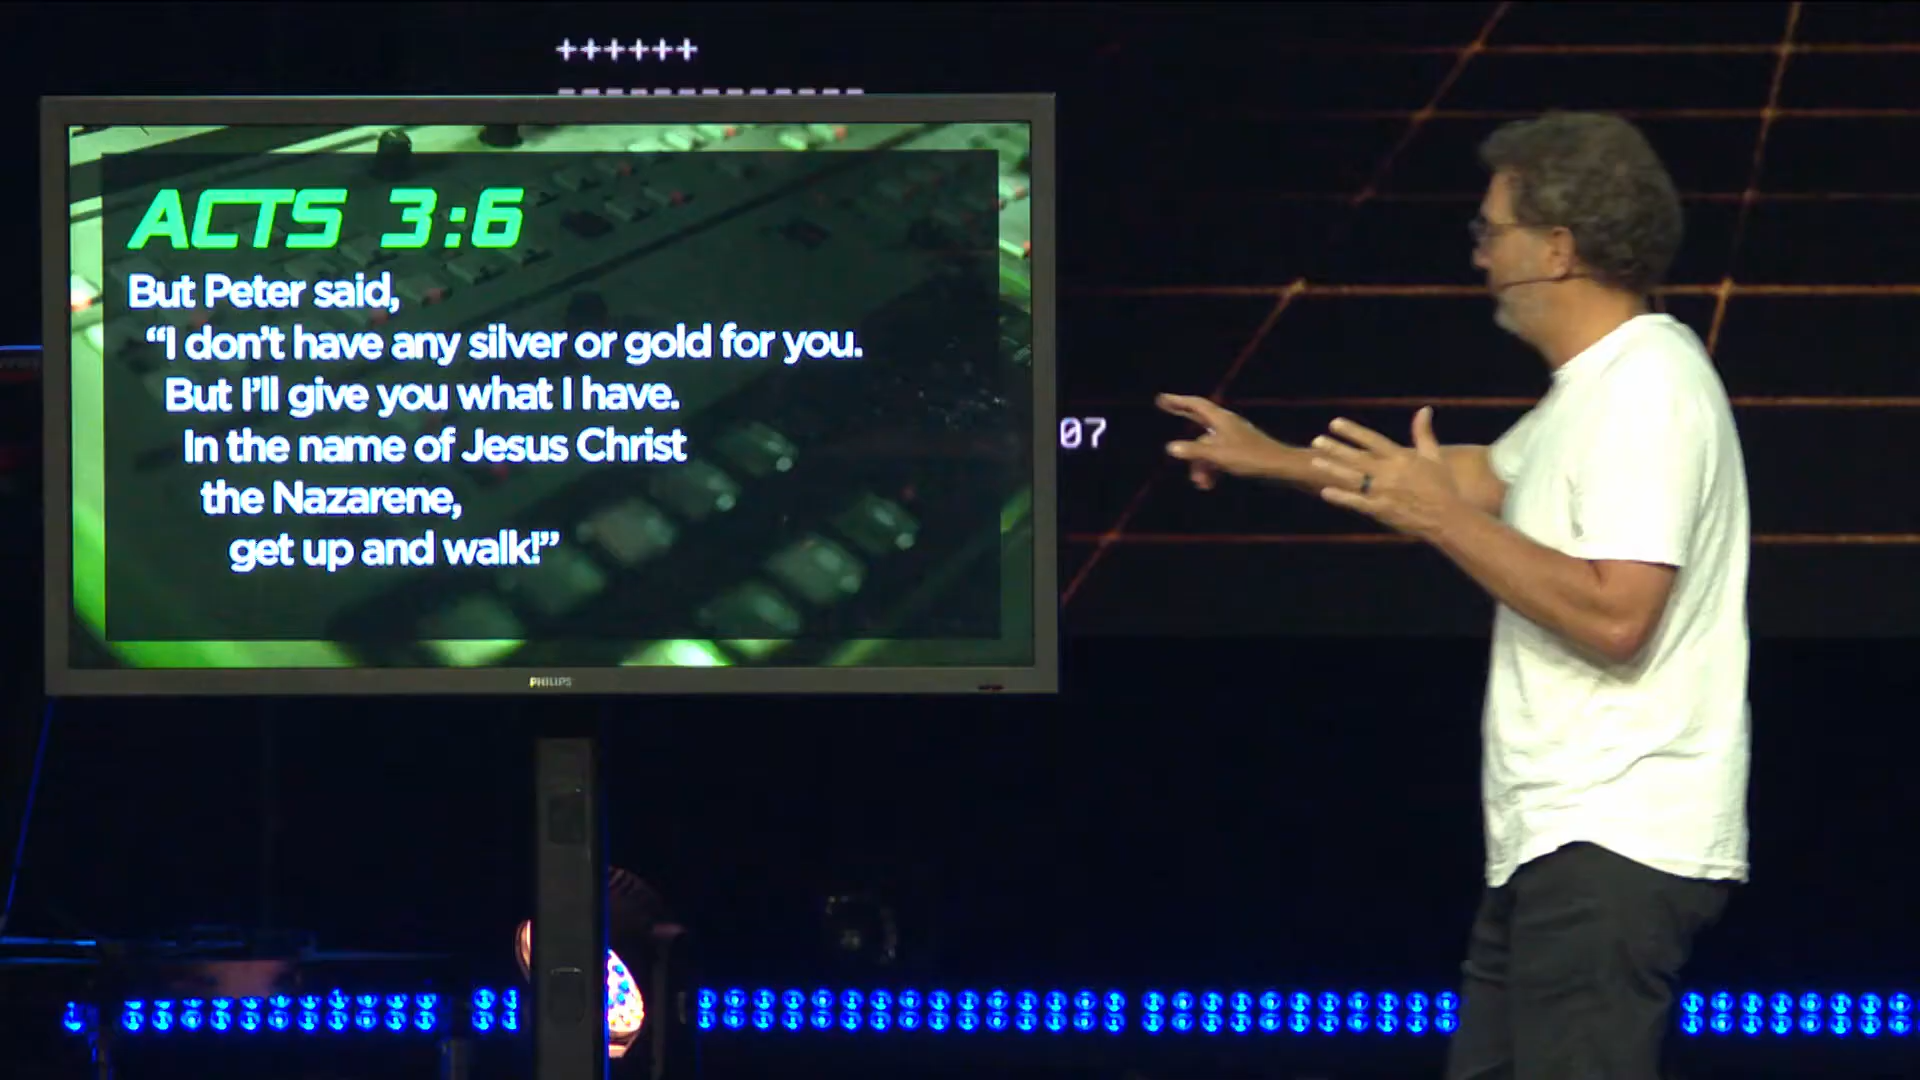 ++++++
ACTS 3:6
But Peter said,
“I don’t have any silver or gold for you.
But I’ll give you what I have.
In the name of Jesus Christ
the Nazarene,
get up and walk!”
07
PHILIPS